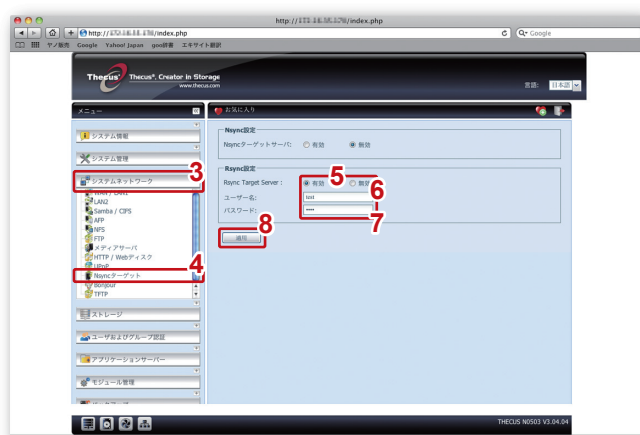 http:// /index.php
http:// /index.php
Google
ヤノ販売 Google Yahoo! Japan goo辞書 エキサイト翻訳
Thecus
Thecus®, Creator in Storage
www.thecus.com
言語: 日本語
メニュー
お気に入り
システム情報
システム管理
3
システムネットワーク
WAN / LAN1
LAN2
Samba / CIFS
AFP
NFS
FTP
メディアサーバ
HTTP / Webディスク
UPnP
4
Nsyncターゲット
Bonjour
TFTP
ストレージ
ユーザおよびグループ認証
アプリケーションサーバー
モジュール管理
Nsync設定
Nsyncターゲットサーバ: 有効 無効
Rsync設定
5
Rsync Target Server : 有効 無効
6
ユーザー名: test
7
パスワード: ••••
8
適用
THECUS N0503 V3.04.04